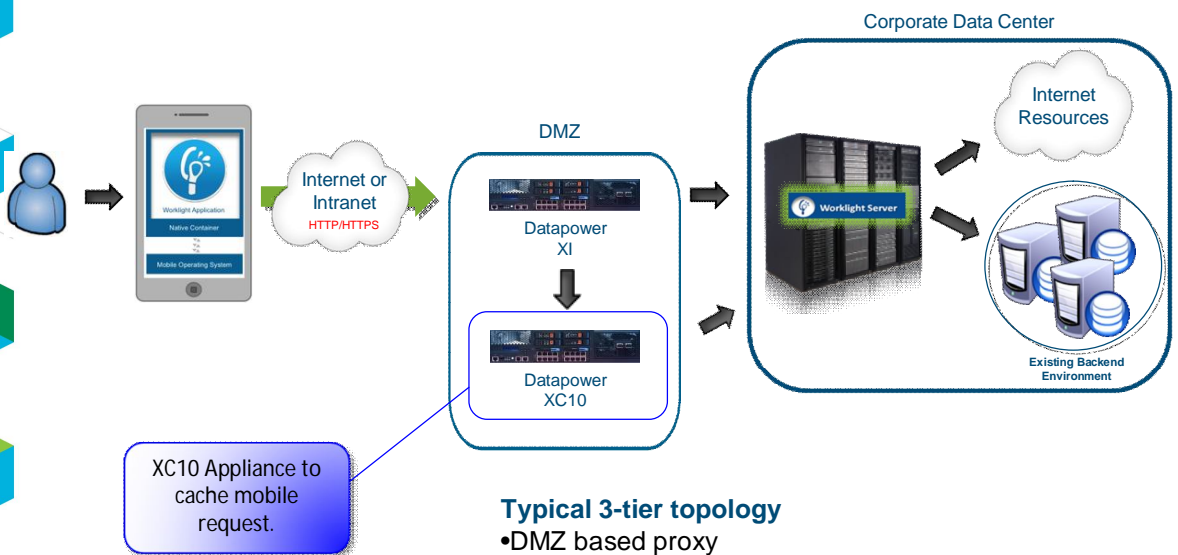 Corporate Data Center
Internet
Resources
DMZ
Internet or
Intranet
HTTP/HTTPS
Worklight Application
Native Container
Mobile Operating System
Datapower
XI
Worklight Server
Datapower
XC10
Existing Backend
Environment
XC10 Appliance to
cache mobile
request.
Typical 3-tier topology
•DMZ based proxy